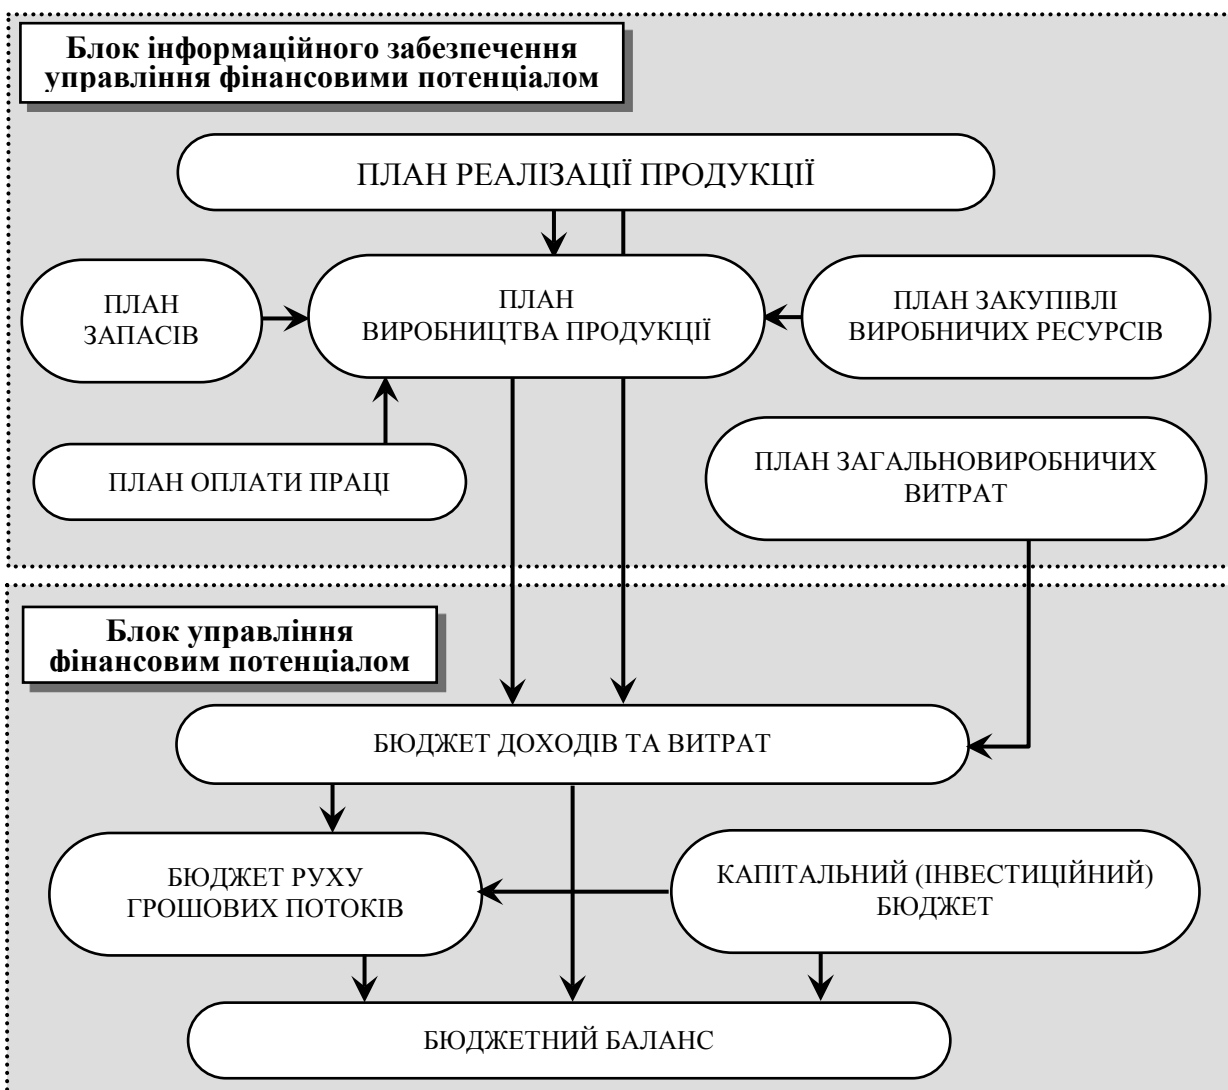 Блок інформаційного забезпечення
управління фінансовими потенціалом
ПЛАН РЕАЛІЗАЦІЇ ПРОДУКЦІЇ
ПЛАН
ЗАПАСІВ
ПЛАН
ВИРОБНИЦТВА ПРОДУКЦІЇ
ПЛАН ЗАКУПІВЛІ
ВИРОБНИЧИХ РЕСУРСІВ
ПЛАН ОПЛАТИ ПРАЦІ
ПЛАН ЗАГАЛЬНОВИРОБНИЧИХ
ВИТРАТ
Блок управління
фінансовим потенціалом
БЮДЖЕТ ДОХОДІВ ТА ВИТРАТ
БЮДЖЕТ РУХУ
ГРОШОВИХ ПОТОКІВ
КАПІТАЛЬНИЙ (ІНВЕСТИЦІЙНИЙ)
БЮДЖЕТ
БЮДЖЕТНИЙ БАЛАНС